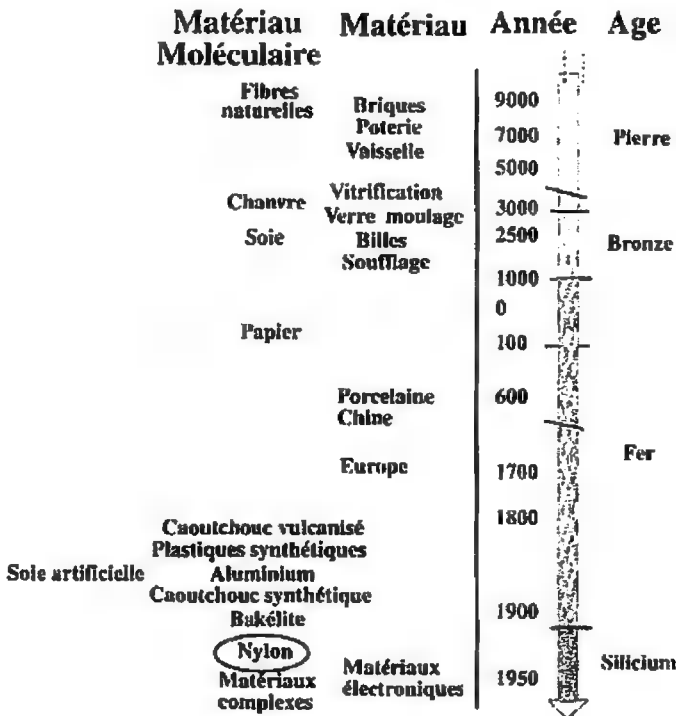 Matériau Matériau Année Age
Moléculaire
Fibres
naturelles
9000
Briques
Poterie
7000
Pierre
Vaisselle
5000
Vitrification
Chanvre
3000
Verre moulage
Soie Billes 2500
Bronze
Soufflage
1000
0
Papier
100
Porcelaine 600
Chine
Fer
Europe 1700
1800
Caoutchouc vulcanisé
Plastiques synthétiques
Soie artificielle Aluminium
Caoutchouc synthétique
1900
Bakélite
Nylon
Silicium
Matériaux Matériaux 1950
complexes électroniques